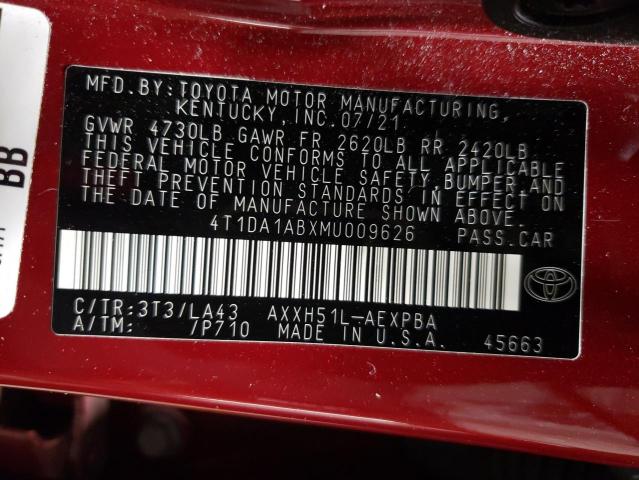 MFD.BY:TOYOTA MOTOR MANUFACTURING,
KENTUCKY,INC.07/21
GVWR 4730LB GAWR FR 2620LB RR 2420LB
THIS VEHICLE CONFORMS TO ALL APPLICABLE
FEDERAL MOTOR VEHICLE SAFETY,BUMPER,AND
THEFT PREVENTION STANDARDS IN EFFECT ON
THE DATE OF MANUFACTURE SHOWN ABOVE.
4T1DA1ABXMU009626 PASS.CAR
C/TR:3T3/LA43 AXXH51L-AEXPBA
A/TM: /P710 MADE IN U.S.A. 45663
TOYOTA
BB